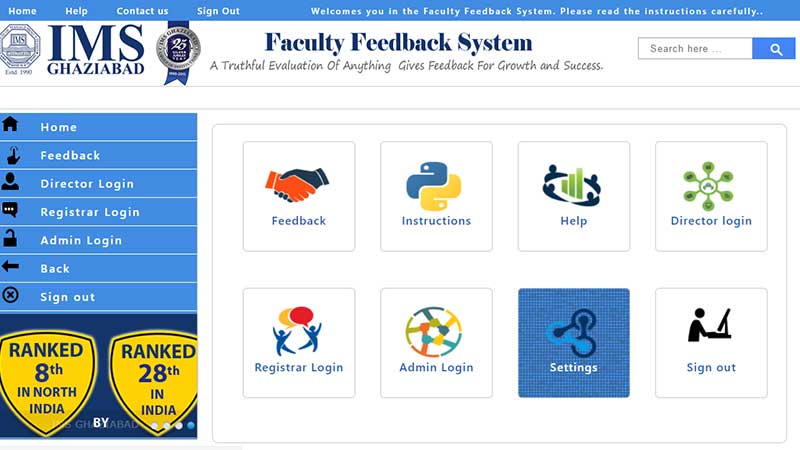 Home Help Contact us Sign Out Welcomes you in the Faculty Feedback System. Please read the instructions carefully..
IMS
GHAZIABAD
Estd 1990
25
Faculty Feedback System
A Truthful Evaluation Of Anything Gives Feedback For Growth and Success.
Search here ...
Home
Feedback
Director Login
Registrar Login
Admin Login
Back
Sign out
RANKED
8th
IN NORTH
INDIA
RANKED
28th
IN
INDIA
IMS GHAZIABAD
BY
Feedback
Instructions
Help
Director login
Registrar Login
Admin Login
Settings
Sign out